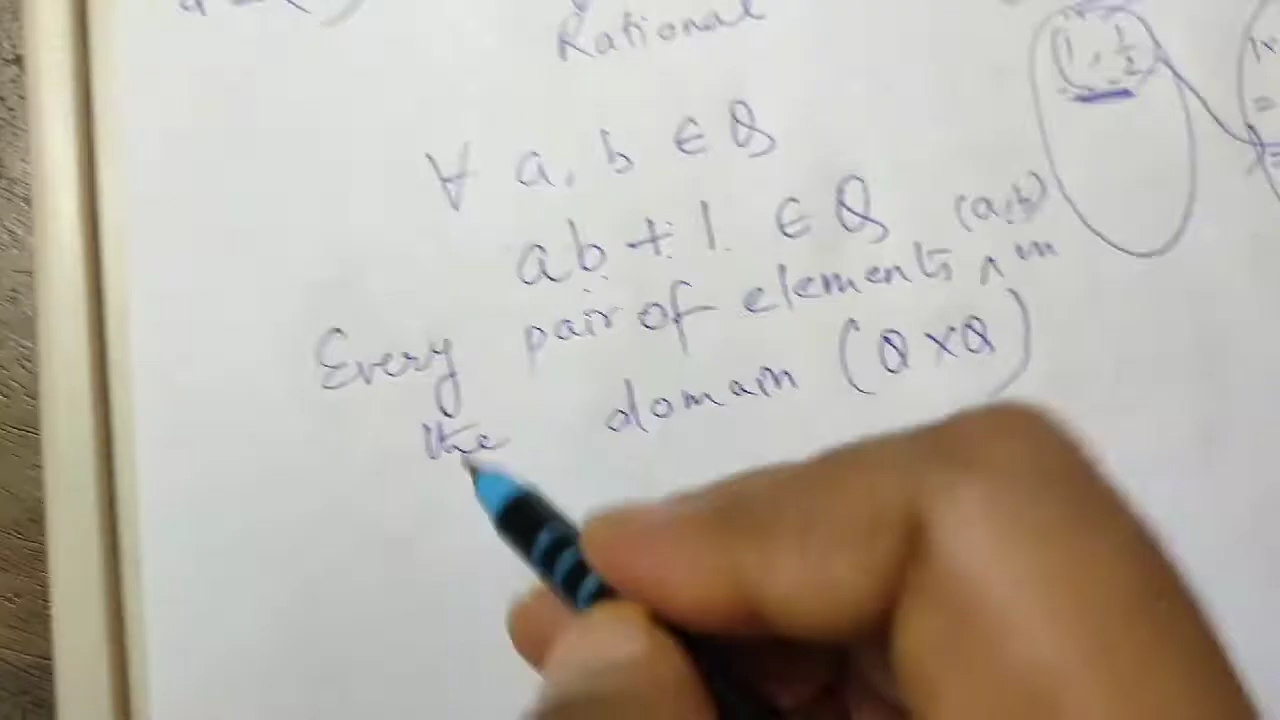 Rational
∀ a, b ∈ Q
ab + 1 ∈ Q
Every pair of elements (a,b) in
the domain (Q×Q)
1, 1/2